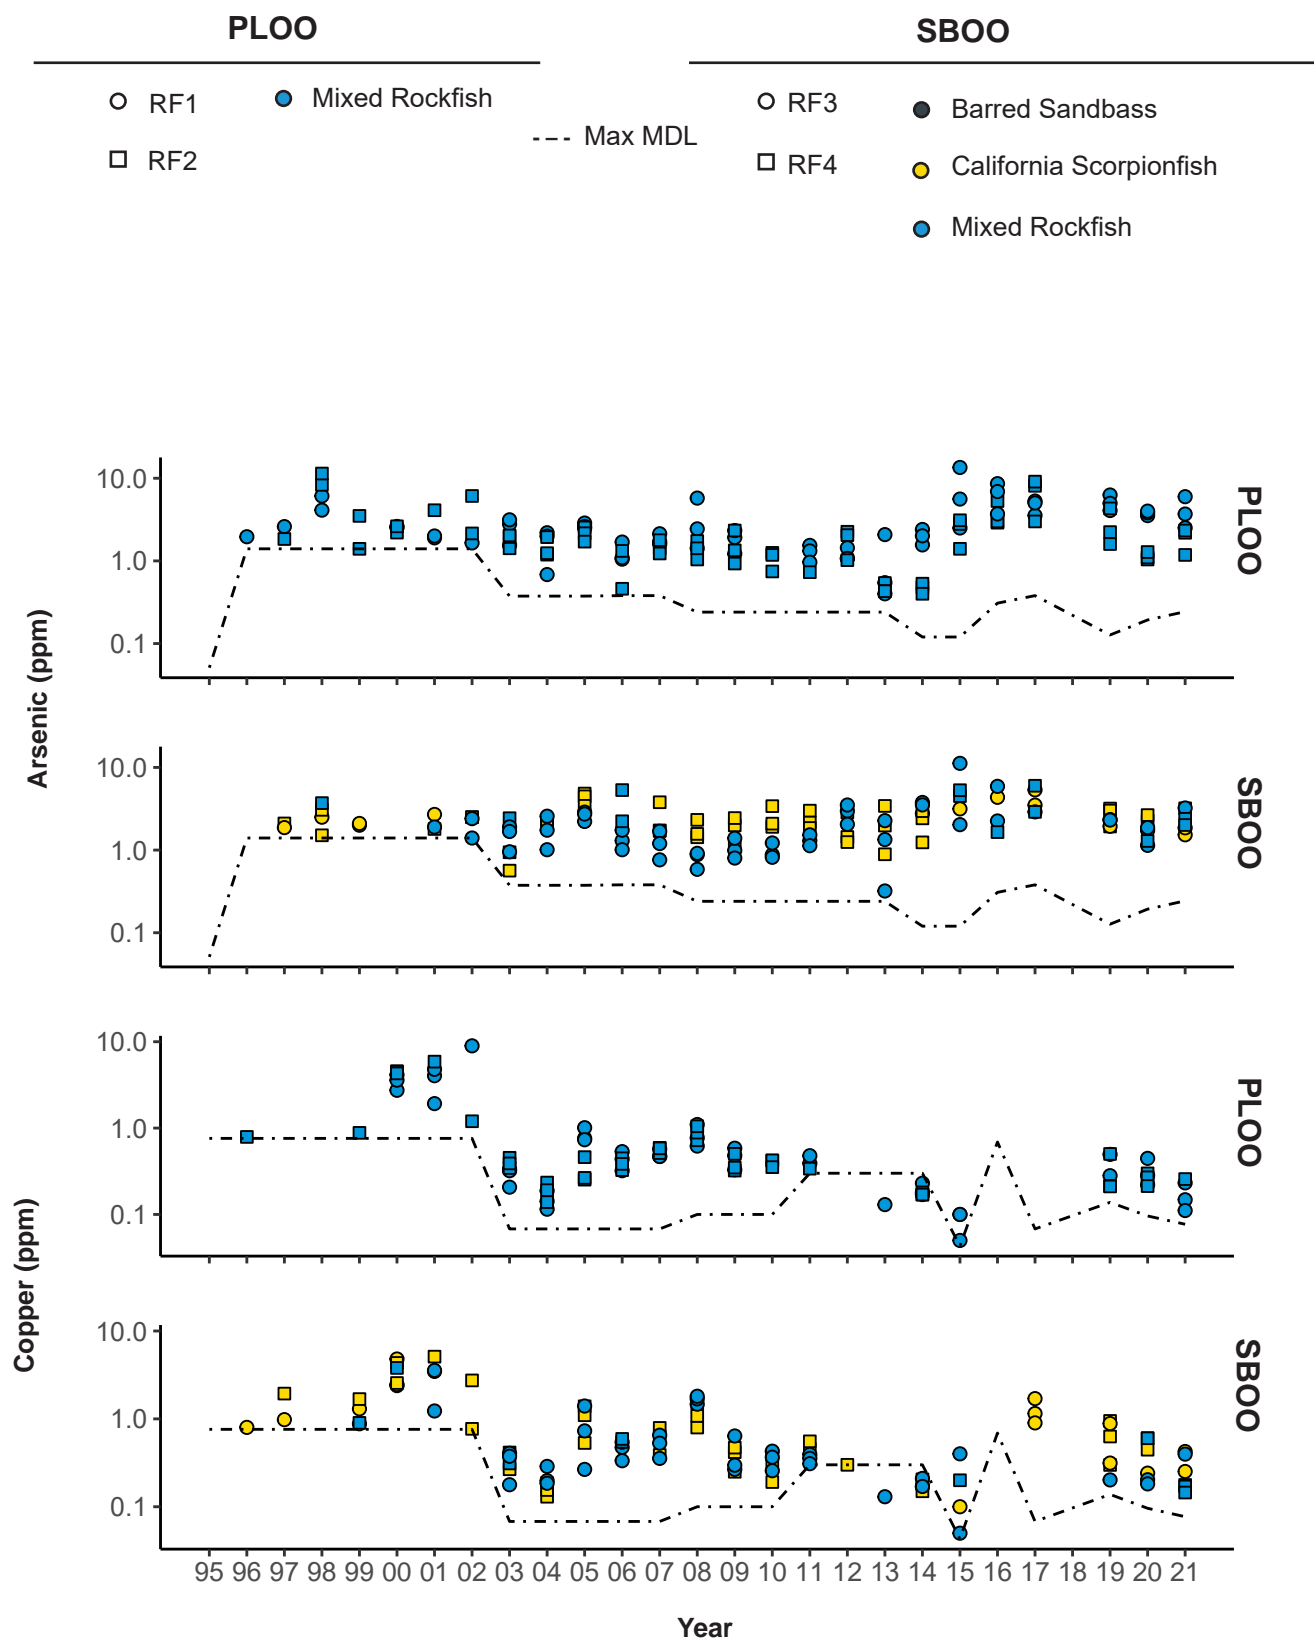 PLOO
SBOO
RF1
Mixed Rockfish
RF2
Max MDL
RF3
Barred Sandbass
RF4
California Scorpionfish
Mixed Rockfish
Arsenic (ppm)
10.0
1.0
0.1
PLOO
10.0
1.0
0.1
SBOO
Copper (ppm)
10.0
1.0
0.1
PLOO
10.0
1.0
0.1
SBOO
95 96 97 98 99 00 01 02 03 04 05 06 07 08 09 10 11 12 13 14 15 16 17 18 19 20 21
Year